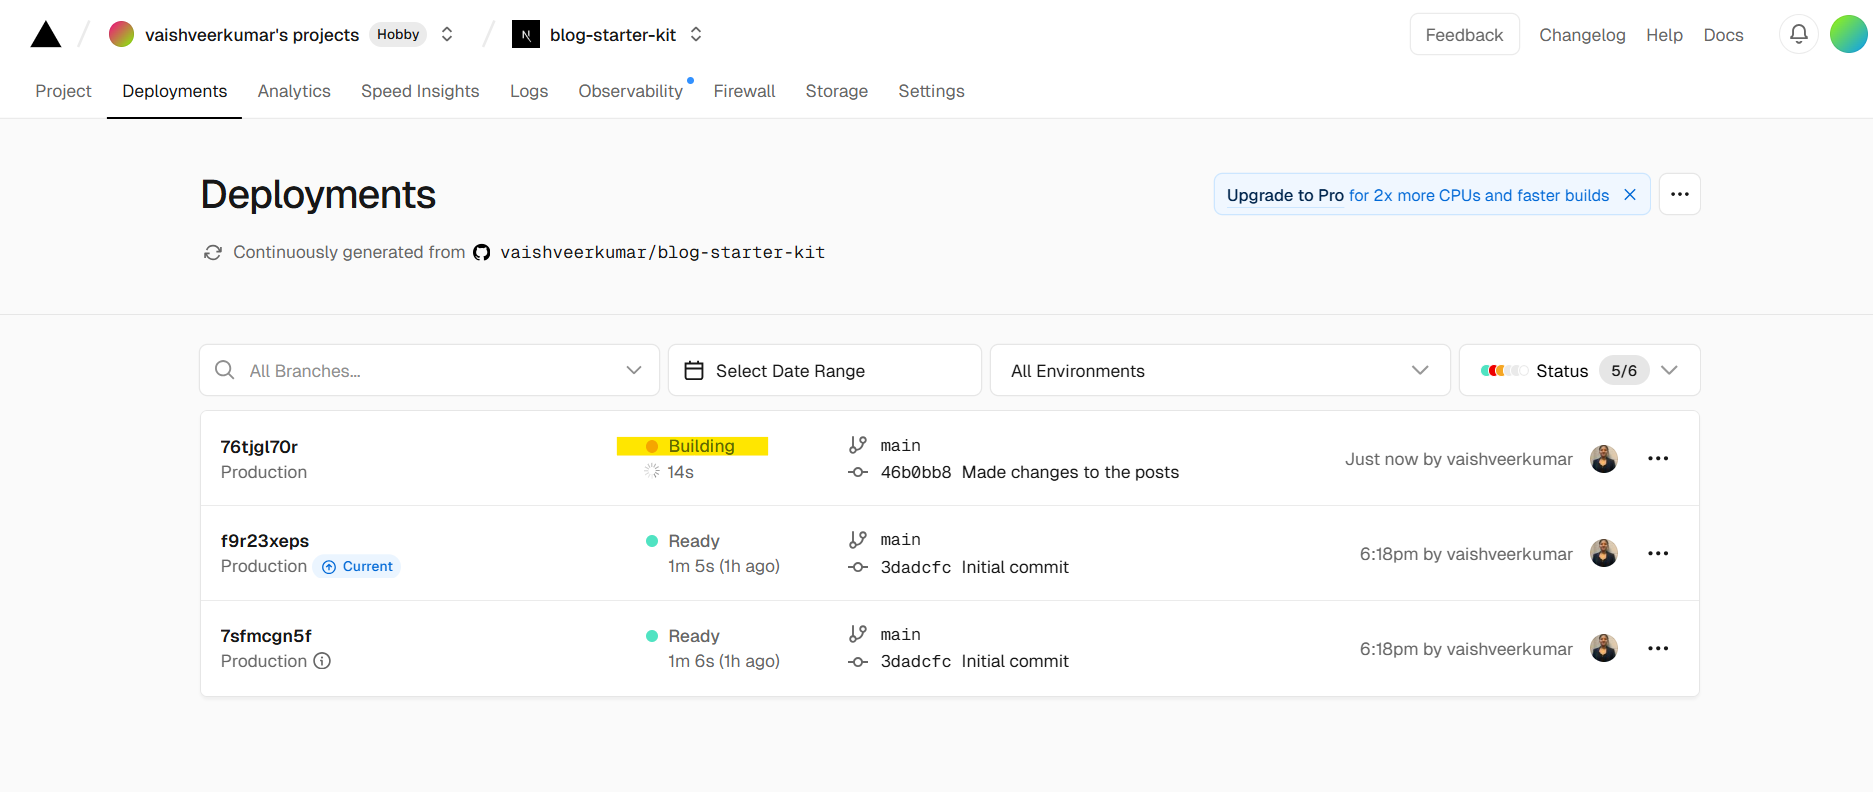 vaishveerkumar's projects Hobby blog-starter-kit Feedback Changelog Help Docs
Project Deployments Analytics Speed Insights Logs Observability Firewall Storage Settings
Deployments
Upgrade to Pro for 2x more CPUs and faster builds
Continuously generated from vaishveerkumar/blog-starter-kit
All Branches... Select Date Range All Environments Status 5/6
76tjgl70r Building main
Production 14s 46b0bb8 Made changes to the posts
Just now by vaishveerkumar
f9r23xeps Ready main
Production Current 1m 5s (1h ago) 3dadcfc Initial commit
6:18pm by vaishveerkumar
7sfmcgn5f Ready main
Production 1m 6s (1h ago) 3dadcfc Initial commit
6:18pm by vaishveerkumar